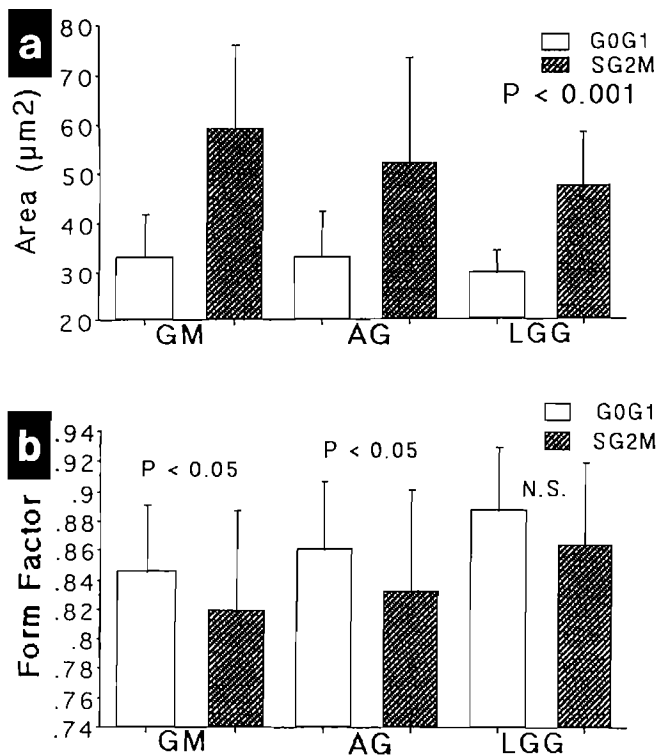 a
80
70
60
50
40
30
20
Area (µm2)
G0G1
SG2M
P < 0.001
GM AG LGG
b
.94
.92
.9
.88
.86
.84
.82
.8
.78
.76
.74
Form Factor
G0G1
SG2M
P < 0.05
P < 0.05
N.S.
GM AG LGG